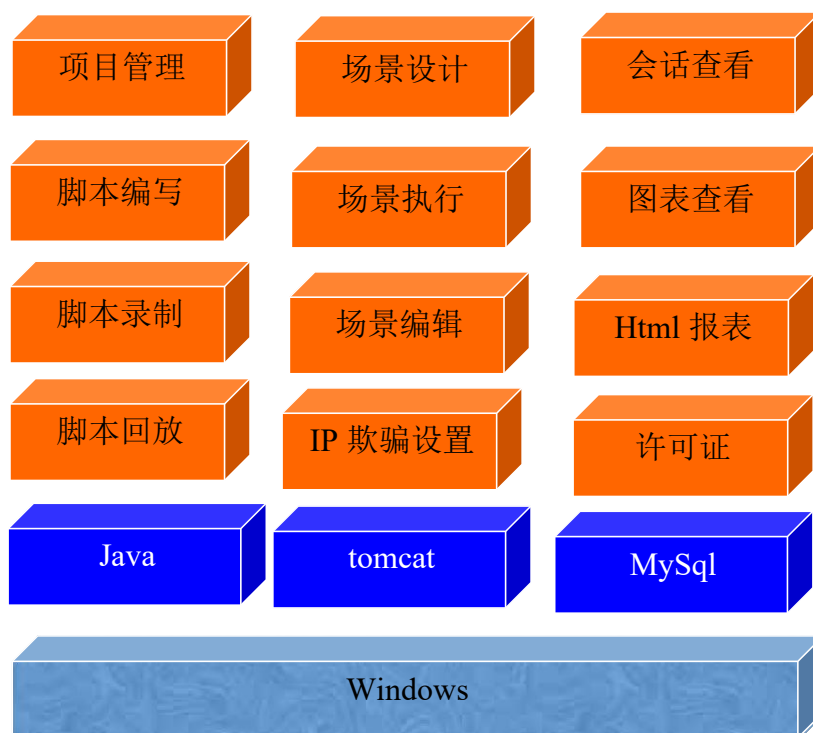 项目管理
场景设计
会话查看
脚本编写
场景执行
图表查看
脚本录制
场景编辑
Html 报表
脚本回放
IP 欺骗设置
许可证
Java
tomcat
MySql
Windows